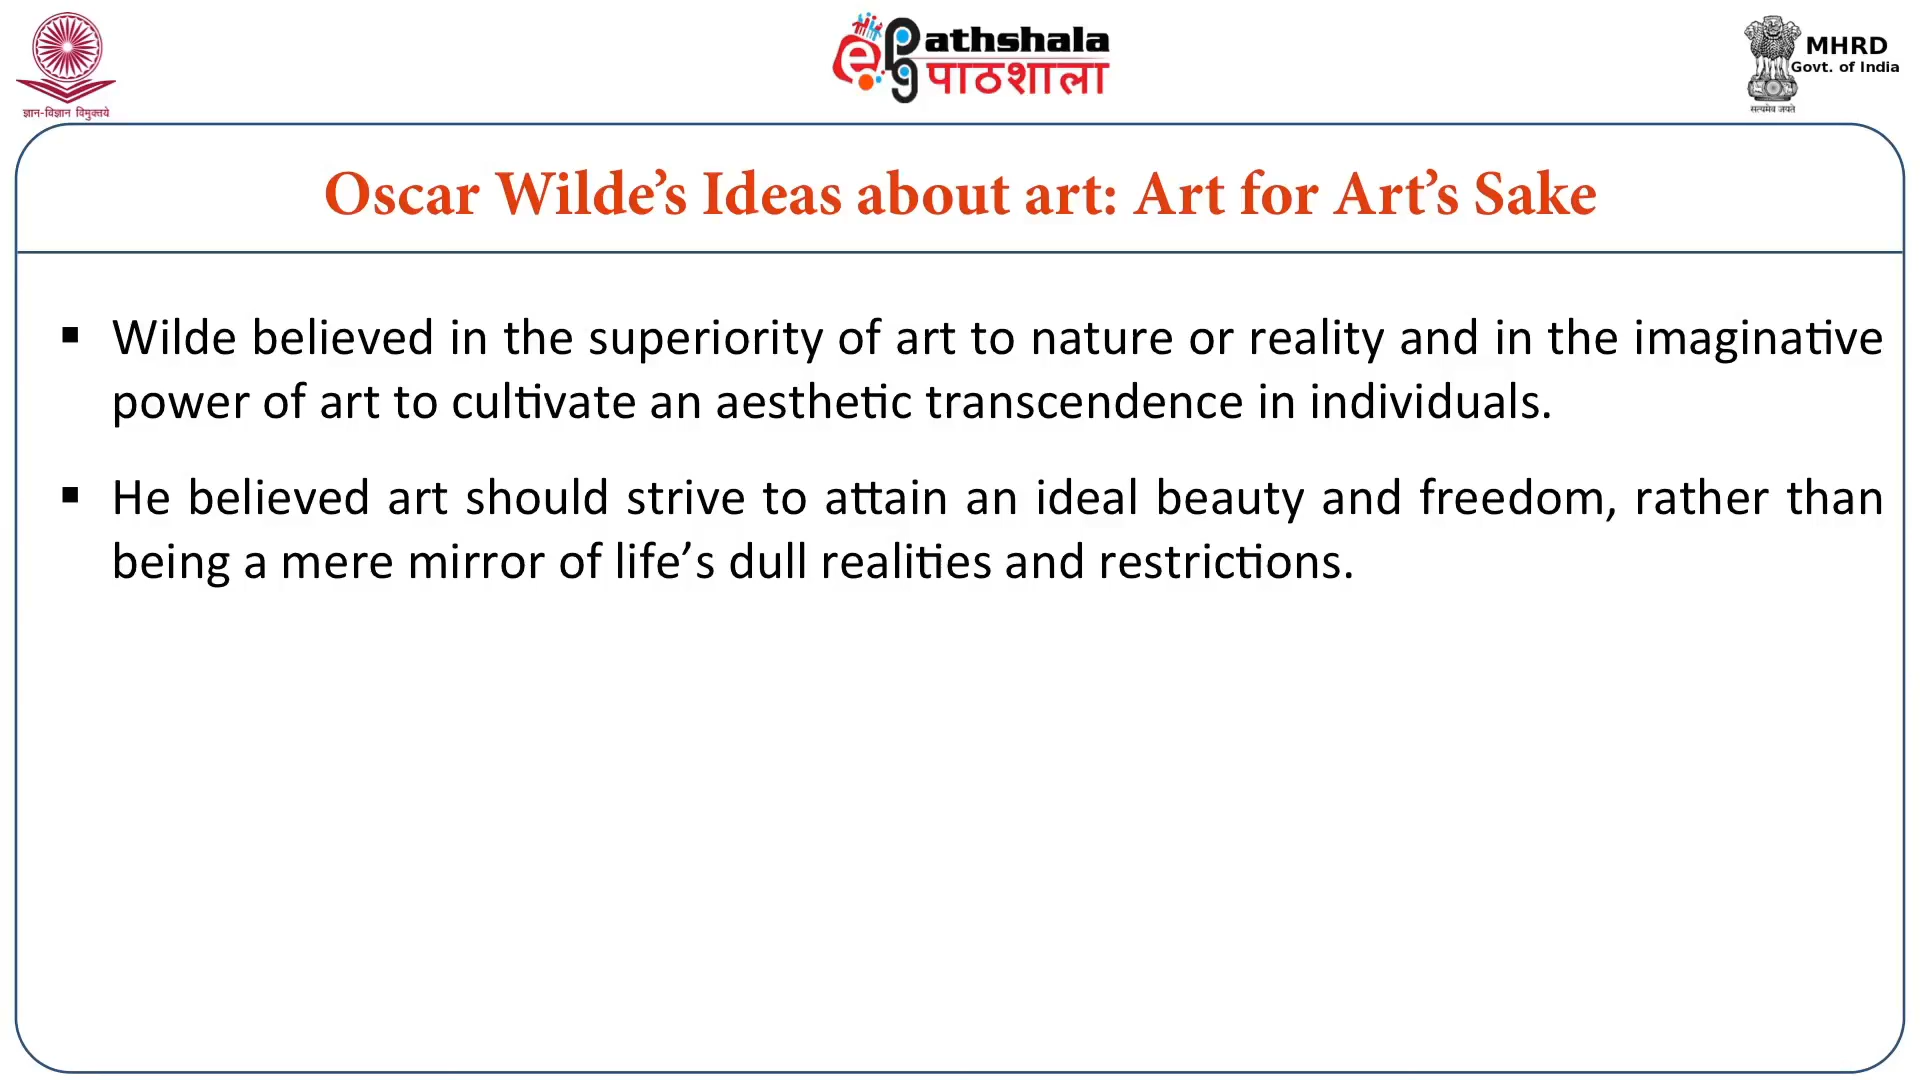 ज्ञान-विज्ञान विमुक्तये
e Pathshala
पाठशाला
MHRD
Govt. of India
सत्यमेव जयते
Oscar Wilde’s Ideas about art: Art for Art’s Sake
▪ Wilde believed in the superiority of art to nature or reality and in the imaginative
power of art to cultivate an aesthetic transcendence in individuals.
▪ He believed art should strive to attain an ideal beauty and freedom, rather than
being a mere mirror of life’s dull realities and restrictions.